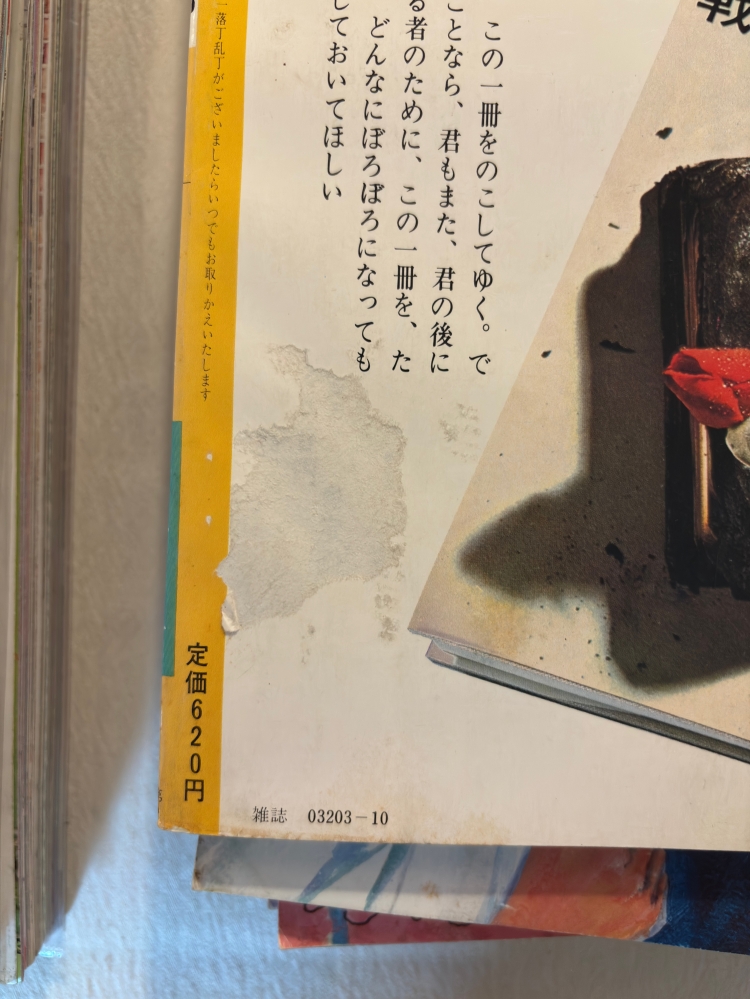 戦
この一冊をのこしてゆく。で
ことなら、君もまた、君の後に
る者のために、この一冊を、た
どんなにぼろぼろになっても
しておいてほしい
落丁乱丁がございましたらいつでもお取りかえいたします
定価620円
雑誌 03203-10